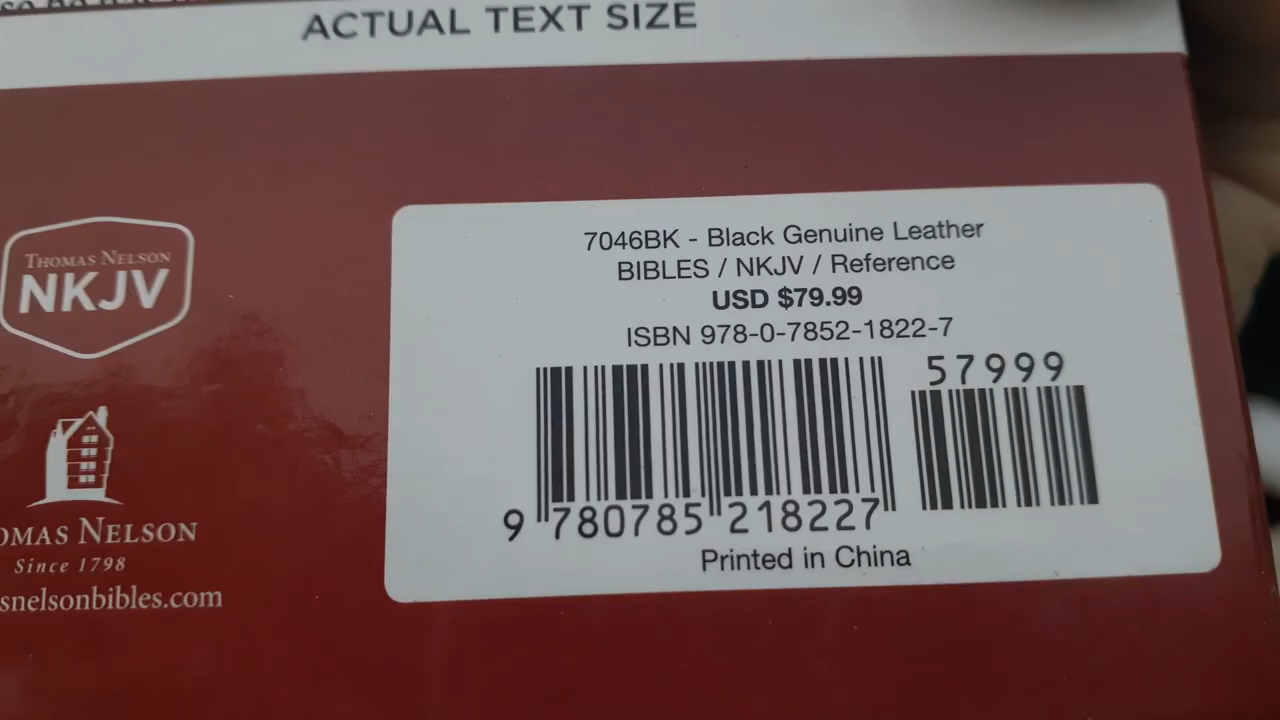 ACTUAL TEXT SIZE
THOMAS NELSON
NKJV
OMAS NELSON
Since 1798
snelsonbibles.com
7046BK - Black Genuine Leather
BIBLES / NKJV / Reference
USD $79.99
ISBN 978-0-7852-1822-7
57999
9 780785 218227
Printed in China